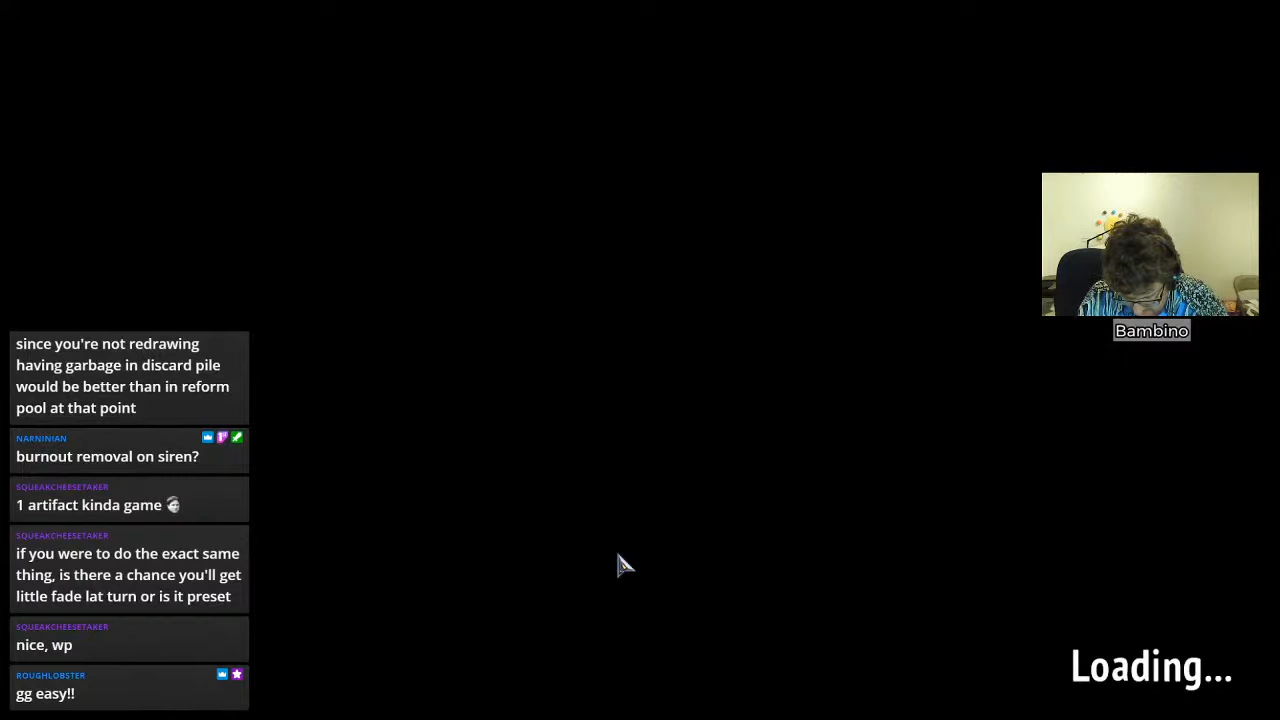 since you're not redrawing
having garbage in discard pile
would be better than in reform
pool at that point
NARNINIAN
burnout removal on siren?
SQUEAKCHEESETAKER
1 artifact kinda game
SQUEAKCHEESETAKER
if you were to do the exact same
thing, is there a chance you'll get
little fade lat turn or is it preset
SQUEAKCHEESETAKER
nice, wp
ROUGHLOBSTER
gg easy!!
Bambino
Loading...